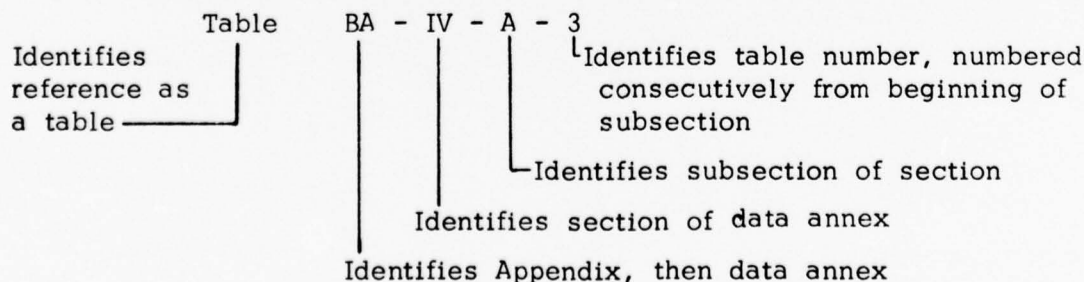 Table BA - IV - A - 3
Identifies
reference as
a table
Identifies table number, numbered
consecutively from beginning of
subsection
Identifies subsection of section
Identifies section of data annex
Identifies Appendix, then data annex